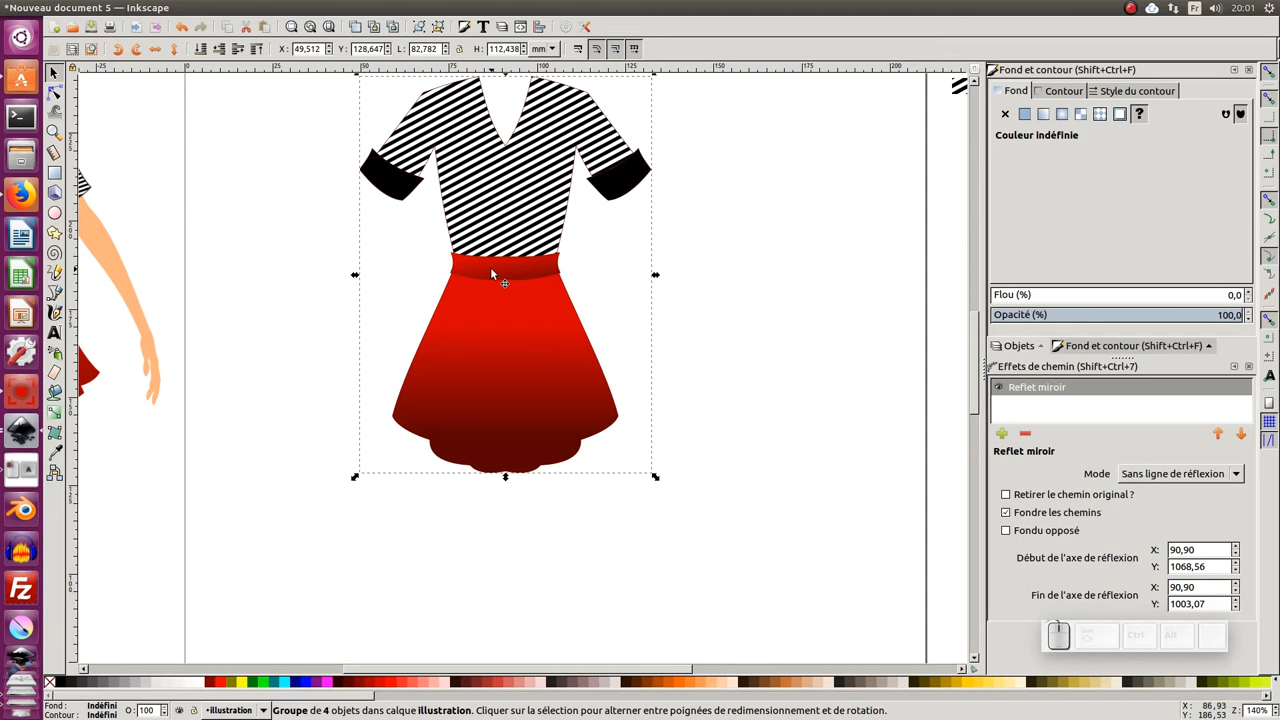 *Nouveau document 5 - Inkscape
Fr 20:01
X: 49,512 Y: 128,647 L: 82,782 H: 112,438 mm
Fond et contour (Shift+Ctrl+F)
Fond Contour Style du contour
Couleur indéfinie
Flou (%) 0,0
Opacité (%) 100,0
Objets Fond et contour (Shift+Ctrl+F)
Effets de chemin (Shift+Ctrl+7)
Reflet miroir
Reflet miroir
Mode Sans ligne de réflexion
Retirer le chemin original ?
Fondre les chemins
Fondu opposé
Début de l'axe de réflexion X: 90,90
Y: 1068,56
Fin de l'axe de réflexion X: 90,90
Y: 1003,07
Ctrl Alt
Fond : Indéfini
Contour : Indéfini
O: 100
•illustration
Groupe de 4 objets dans calque illustration. Cliquer sur la sélection pour alterner entre poignées de redimensionnement et de rotation.
X: 86,93
Y: 186,53
Z: 140%